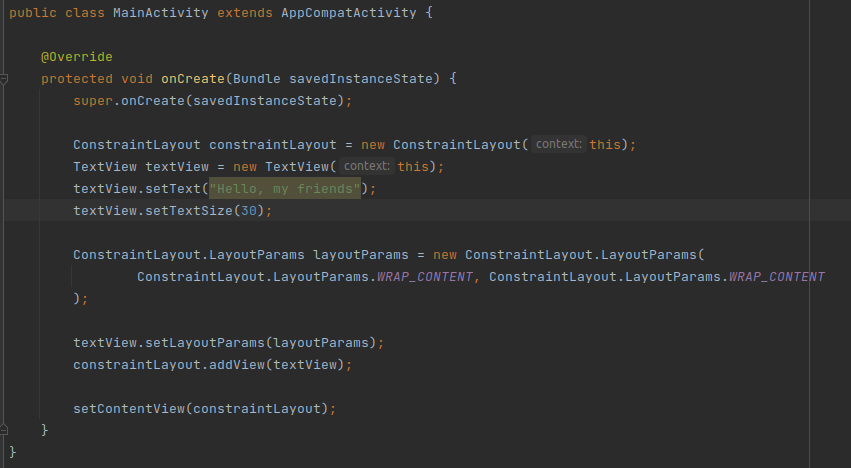 public class MainActivity extends AppCompatActivity {
@Override
protected void onCreate(Bundle savedInstanceState) {
super.onCreate(savedInstanceState);
ConstraintLayout constraintLayout = new ConstraintLayout( context: this);
TextView textView = new TextView( context: this);
textView.setText("Hello, my friends");
textView.setTextSize(30);
ConstraintLayout.LayoutParams layoutParams = new ConstraintLayout.LayoutParams(
ConstraintLayout.LayoutParams.WRAP_CONTENT, ConstraintLayout.LayoutParams.WRAP_CONTENT
);
textView.setLayoutParams(layoutParams);
constraintLayout.addView(textView);
setContentView(constraintLayout);
}
}